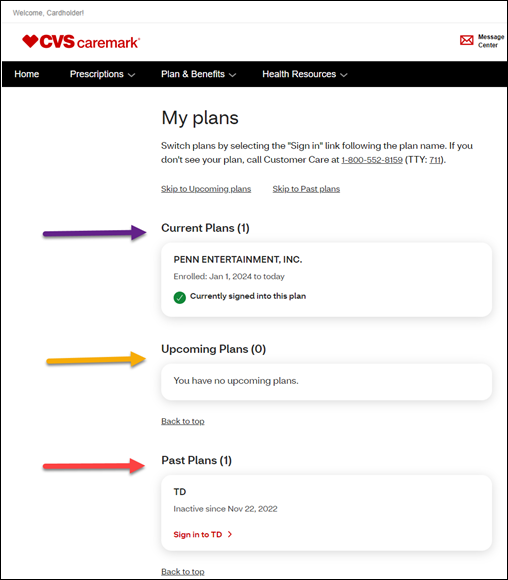 Welcome, Cardholder!
CVS caremark®
Message
Center
Home Prescriptions Plan & Benefits Health Resources
My plans
Switch plans by selecting the "Sign in" link following the plan name. If you
don't see your plan, call Customer Care at 1-800-552-8159 (TTY: 711).
Skip to Upcoming plans Skip to Past plans
Current Plans (1)
PENN ENTERTAINMENT, INC.
Enrolled: Jan 1, 2024 to today
Currently signed into this plan
Upcoming Plans (0)
You have no upcoming plans.
Back to top
Past Plans (1)
TD
Inactive since Nov 22, 2022
Sign in to TD
Back to top